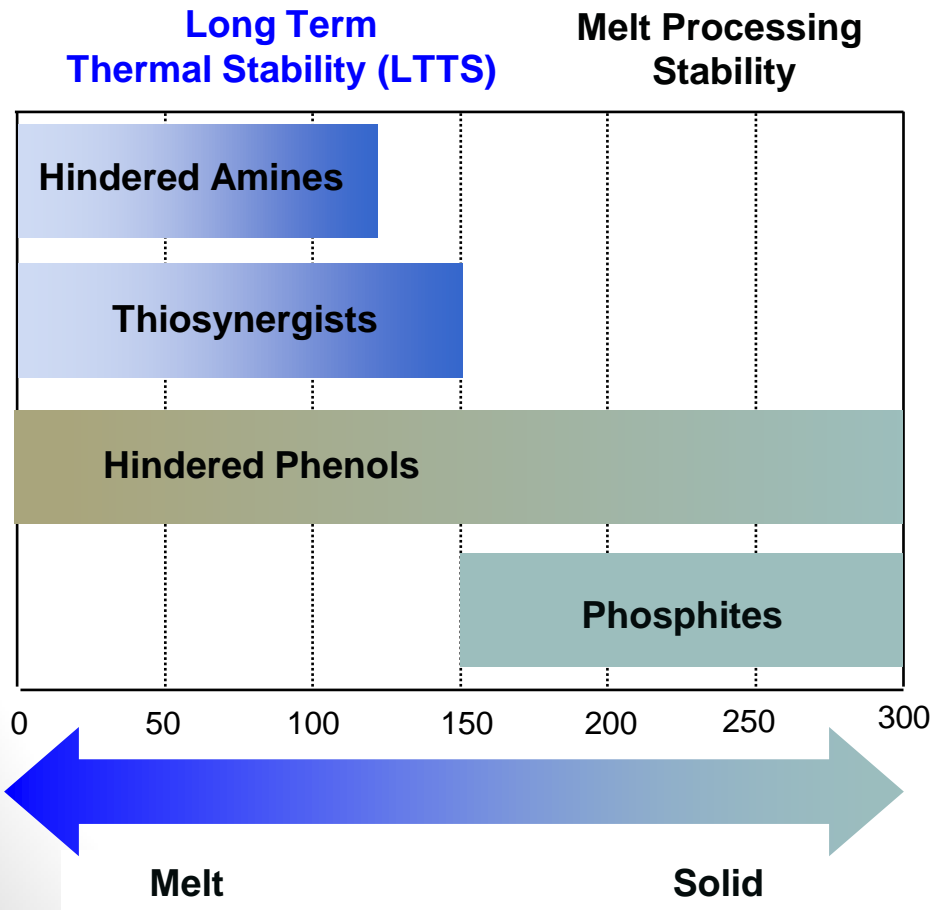 Long Term
Thermal Stability (LTTS)
Melt Processing
Stability
Hindered Amines
Thiosynergists
Hindered Phenols
Phosphites
0 50 100 150 200 250 300
Melt Solid